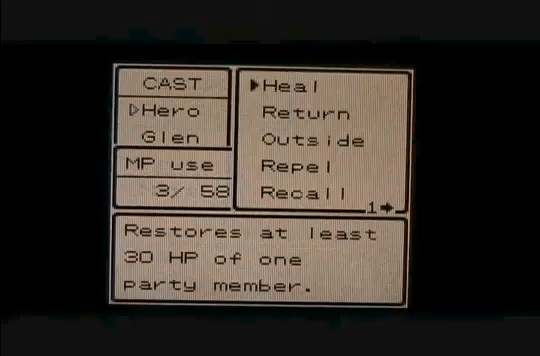 CAST
▷Hero
Glen
MP use
3/ 58
▶Heal
Return
Outside
Repel
Recall
1➡
Restores at least
30 HP of one
party member.